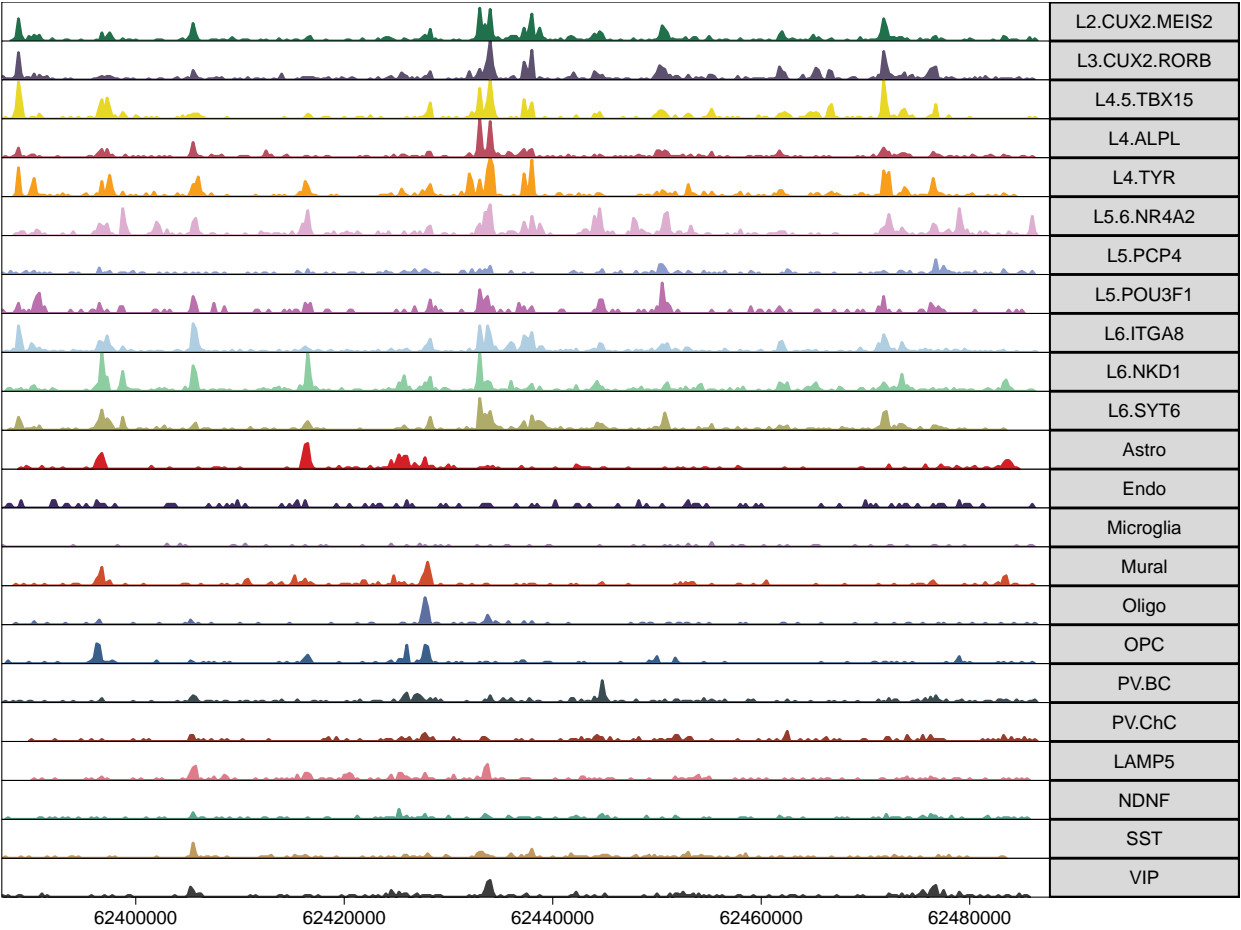 L2.CUX2.MEIS2
L3.CUX2.RORB
L4.5.TBX15
L4.ALPL
L4.TYR
L5.6.NR4A2
L5.PCP4
L5.POU3F1
L6.ITGA8
L6.NKD1
L6.SYT6
Astro
Endo
Microglia
Mural
Oligo
OPC
PV.BC
PV.ChC
LAMP5
NDNF
SST
VIP
62400000 62420000 62440000 62460000 62480000